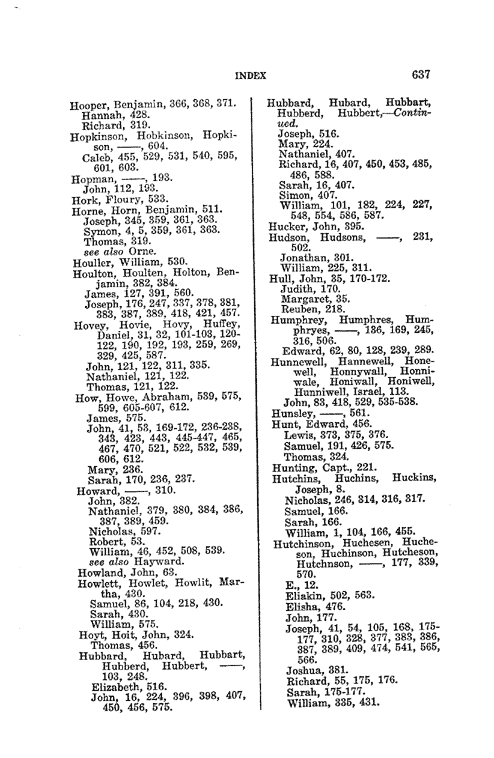 INDEX 637
Hooper, Benjamin, 366, 368, 371.
Hannah, 428.
Richard, 319.
Hopkinson, Hobkinson, Hopki-
son, ——, 604.
Caleb, 455, 529, 531, 540, 595,
601, 603.
Hopman, ——, 193.
John, 112, 193.
Hork, Floury, 533.
Horne, Horn, Benjamin, 511.
Joseph, 345, 359, 361, 363.
Symon, 4, 5, 359, 361, 363.
Thomas, 319.
see also Orne.
Houller, William, 530.
Houlton, Houlten, Holton, Ben-
jamin, 382, 384.
James, 127, 391, 560.
Joseph, 176, 247, 337, 378, 381,
383, 387, 389, 418, 421, 457.
Hovey, Hovie, Hovy, Huffey,
Daniel, 31, 32, 101-103, 120-
122, 190, 192, 193, 259, 269,
329, 425, 587.
John, 121, 122, 311, 335.
Nathaniel, 121, 122.
Thomas, 121, 122.
How, Howe, Abraham, 539, 575,
599, 605-607, 612.
James, 575.
John, 41, 53, 169-172, 236-238,
343, 423, 443, 445-447, 465,
467, 470, 521, 522, 532, 539,
606, 612.
Mary, 236.
Sarah, 170, 236, 237.
Howard, ——, 310.
John, 382.
Nathaniel, 379, 380, 384, 386,
387, 389, 459.
Nicholas, 597.
Robert, 53.
William, 46, 452, 508, 539.
see also Hayward.
Howland, John, 63.
Howlett, Howlet, Howlit, Mar-
tha, 430.
Samuel, 86, 104, 218, 430.
Sarah, 430.
William, 575.
Hoyt, Hoit, John, 324.
Thomas, 456.
Hubbard, Hubard, Hubbart,
Hubberd, Hubbert, ——,
103, 248.
Elizabeth, 516.
John, 16, 224, 396, 398, 407,
450, 456, 575.
Hubbard, Hubard, Hubbart,
Hubberd, Hubbert,—Contin-
ued.
Joseph, 516.
Mary, 224.
Nathaniel, 407.
Richard, 16, 407, 450, 453, 485,
486, 588.
Sarah, 16, 407.
Simon, 407.
William, 101, 182, 224, 227,
548, 554, 586, 587.
Hucker, John, 395.
Hudson, Hudsons, ——, 231,
502.
Jonathan, 301.
William, 225, 311.
Hull, John, 35, 170-172.
Judith, 170.
Margaret, 35.
Reuben, 218.
Humphrey, Humphres, Hum-
phryes, ——, 136, 169, 245,
316, 506.
Edward, 62, 80, 128, 239, 289.
Hunnewell, Hannewell, Hone-
well, Honnywall, Honni-
wale, Honiwall, Honiwell,
Hunniwell, Israel, 113.
John, 83, 418, 529, 535-538.
Hunsley, ——, 561.
Hunt, Edward, 456.
Lewis, 373, 375, 376.
Samuel, 191, 426, 575.
Thomas, 324.
Hunting, Capt., 221.
Hutchins, Huchins, Huckins,
Joseph, 8.
Nicholas, 246, 314, 316, 317.
Samuel, 166.
Sarah, 166.
William, 1, 104, 166, 455.
Hutchinson, Huchesen, Huche-
son, Huchinson, Hutcheson,
Hutchnson, ——, 177, 339,
570.
E., 12.
Eliakin, 502, 563.
Elisha, 476.
John, 177.
Joseph, 41, 54, 105, 168, 175-
177, 310, 328, 377, 383, 386,
387, 389, 409, 474, 541, 565,
566.
Joshua, 381.
Richard, 55, 175, 176.
Sarah, 175-177.
William, 335, 431.